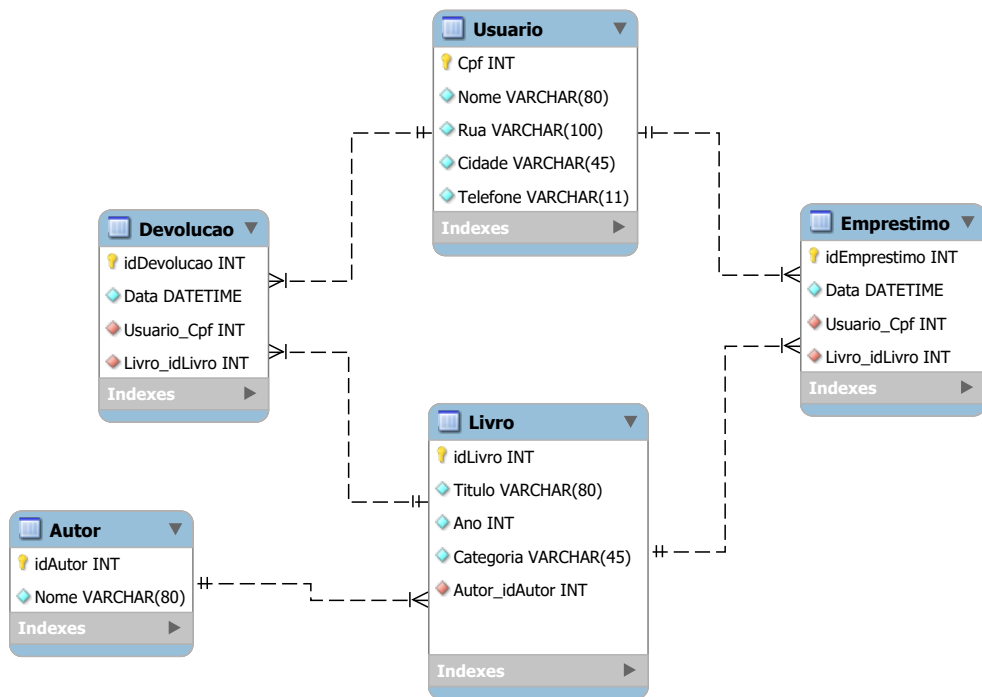 Usuario
Cpf INT
Nome VARCHAR(80)
Rua VARCHAR(100)
Cidade VARCHAR(45)
Telefone VARCHAR(11)
Indexes
Devolucao
idDevolucao INT
Data DATETIME
Usuario_Cpf INT
Livro_idLivro INT
Indexes
Emprestimo
idEmprestimo INT
Data DATETIME
Usuario_Cpf INT
Livro_idLivro INT
Indexes
Livro
idLivro INT
Titulo VARCHAR(80)
Ano INT
Categoria VARCHAR(45)
Autor_idAutor INT
Indexes
Autor
idAutor INT
Nome VARCHAR(80)
Indexes